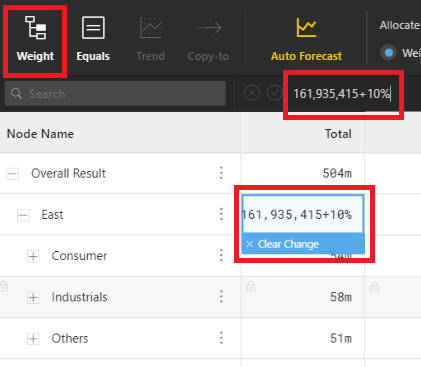 Weight Equals Trend Copy-to Auto Forecast Allocate
Wei
Search 161,935,415+10%
Node Name Total
Overall Result 504m
East 161,935,415+10%
Clear Change
Consumer 54m
Industrials 58m
Others 51m